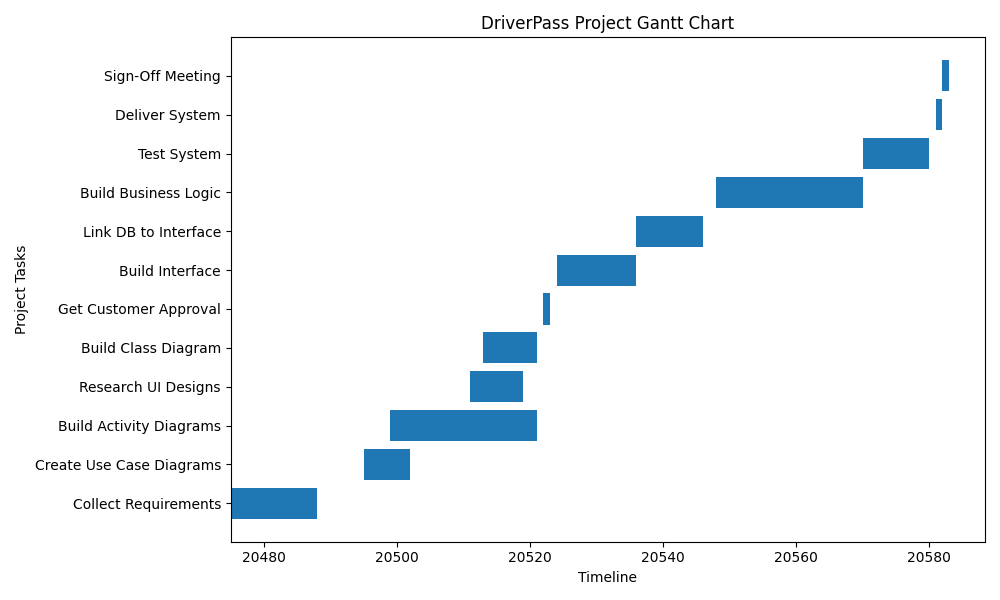 DriverPass Project Gantt Chart
Project Tasks
Sign-Off Meeting
Deliver System
Test System
Build Business Logic
Link DB to Interface
Build Interface
Get Customer Approval
Build Class Diagram
Research UI Designs
Build Activity Diagrams
Create Use Case Diagrams
Collect Requirements
20480 20500 20520 20540 20560 20580
Timeline